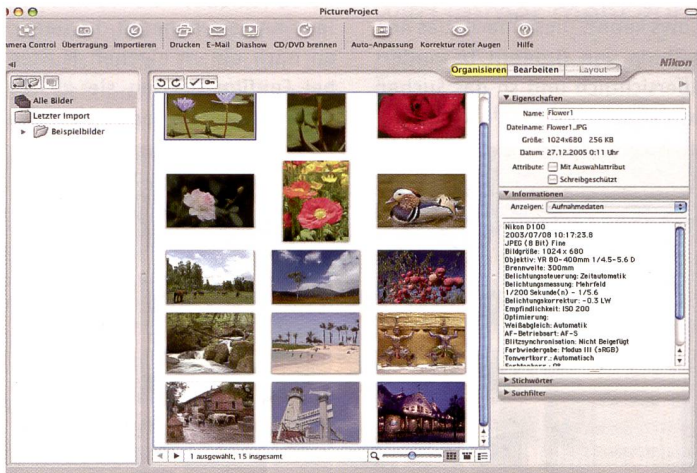 PictureProject
mera Control Übertragung Importieren Drucken E-Mail Diashow CD/DVD brennen Auto-Anpassung Korrektur roter Augen Hilfe
Nikon
Organisieren Bearbeiten Layout
Alle Bilder
Letzter Import
Beispielbilder
Eigenschaften
Name: Flower1
Dateiname: Flower1.JPG
Größe: 1024x680 256 KB
Datum: 27.12.2005 0:11 Uhr
Attribute: Mit Auswahlattribut
Schreibgeschützt
Informationen
Anzeigen: Aufnahmedaten
Nikon D100
2003/07/08 10:17:23.8
JPEG (8 Bit) Fine
Bildgröße: 1024 x 680
Objektiv: VR 80-400mm 1/4.5-5.6 D
Brennweite: 300mm
Belichtungssteuerung: Zeitautomatik
Belichtungsmessung: Mehrfeld
1/200 Sekunde(n) - 1/5.6
Belichtungskorrektur: -0.3 LW
Empfindlichkeit: ISO 200
Optimierung:
Weißabgleich: Automatik
AF-Betriebsart: AF-S
Blitzsynchronisation: Nicht Beigefügt
Farbwiedergabe: Modus III (sRGB)
Tonwertkorr.: Automatisch
Stichwörter
Suchfilter
1 ausgewählt, 15 insgesamt